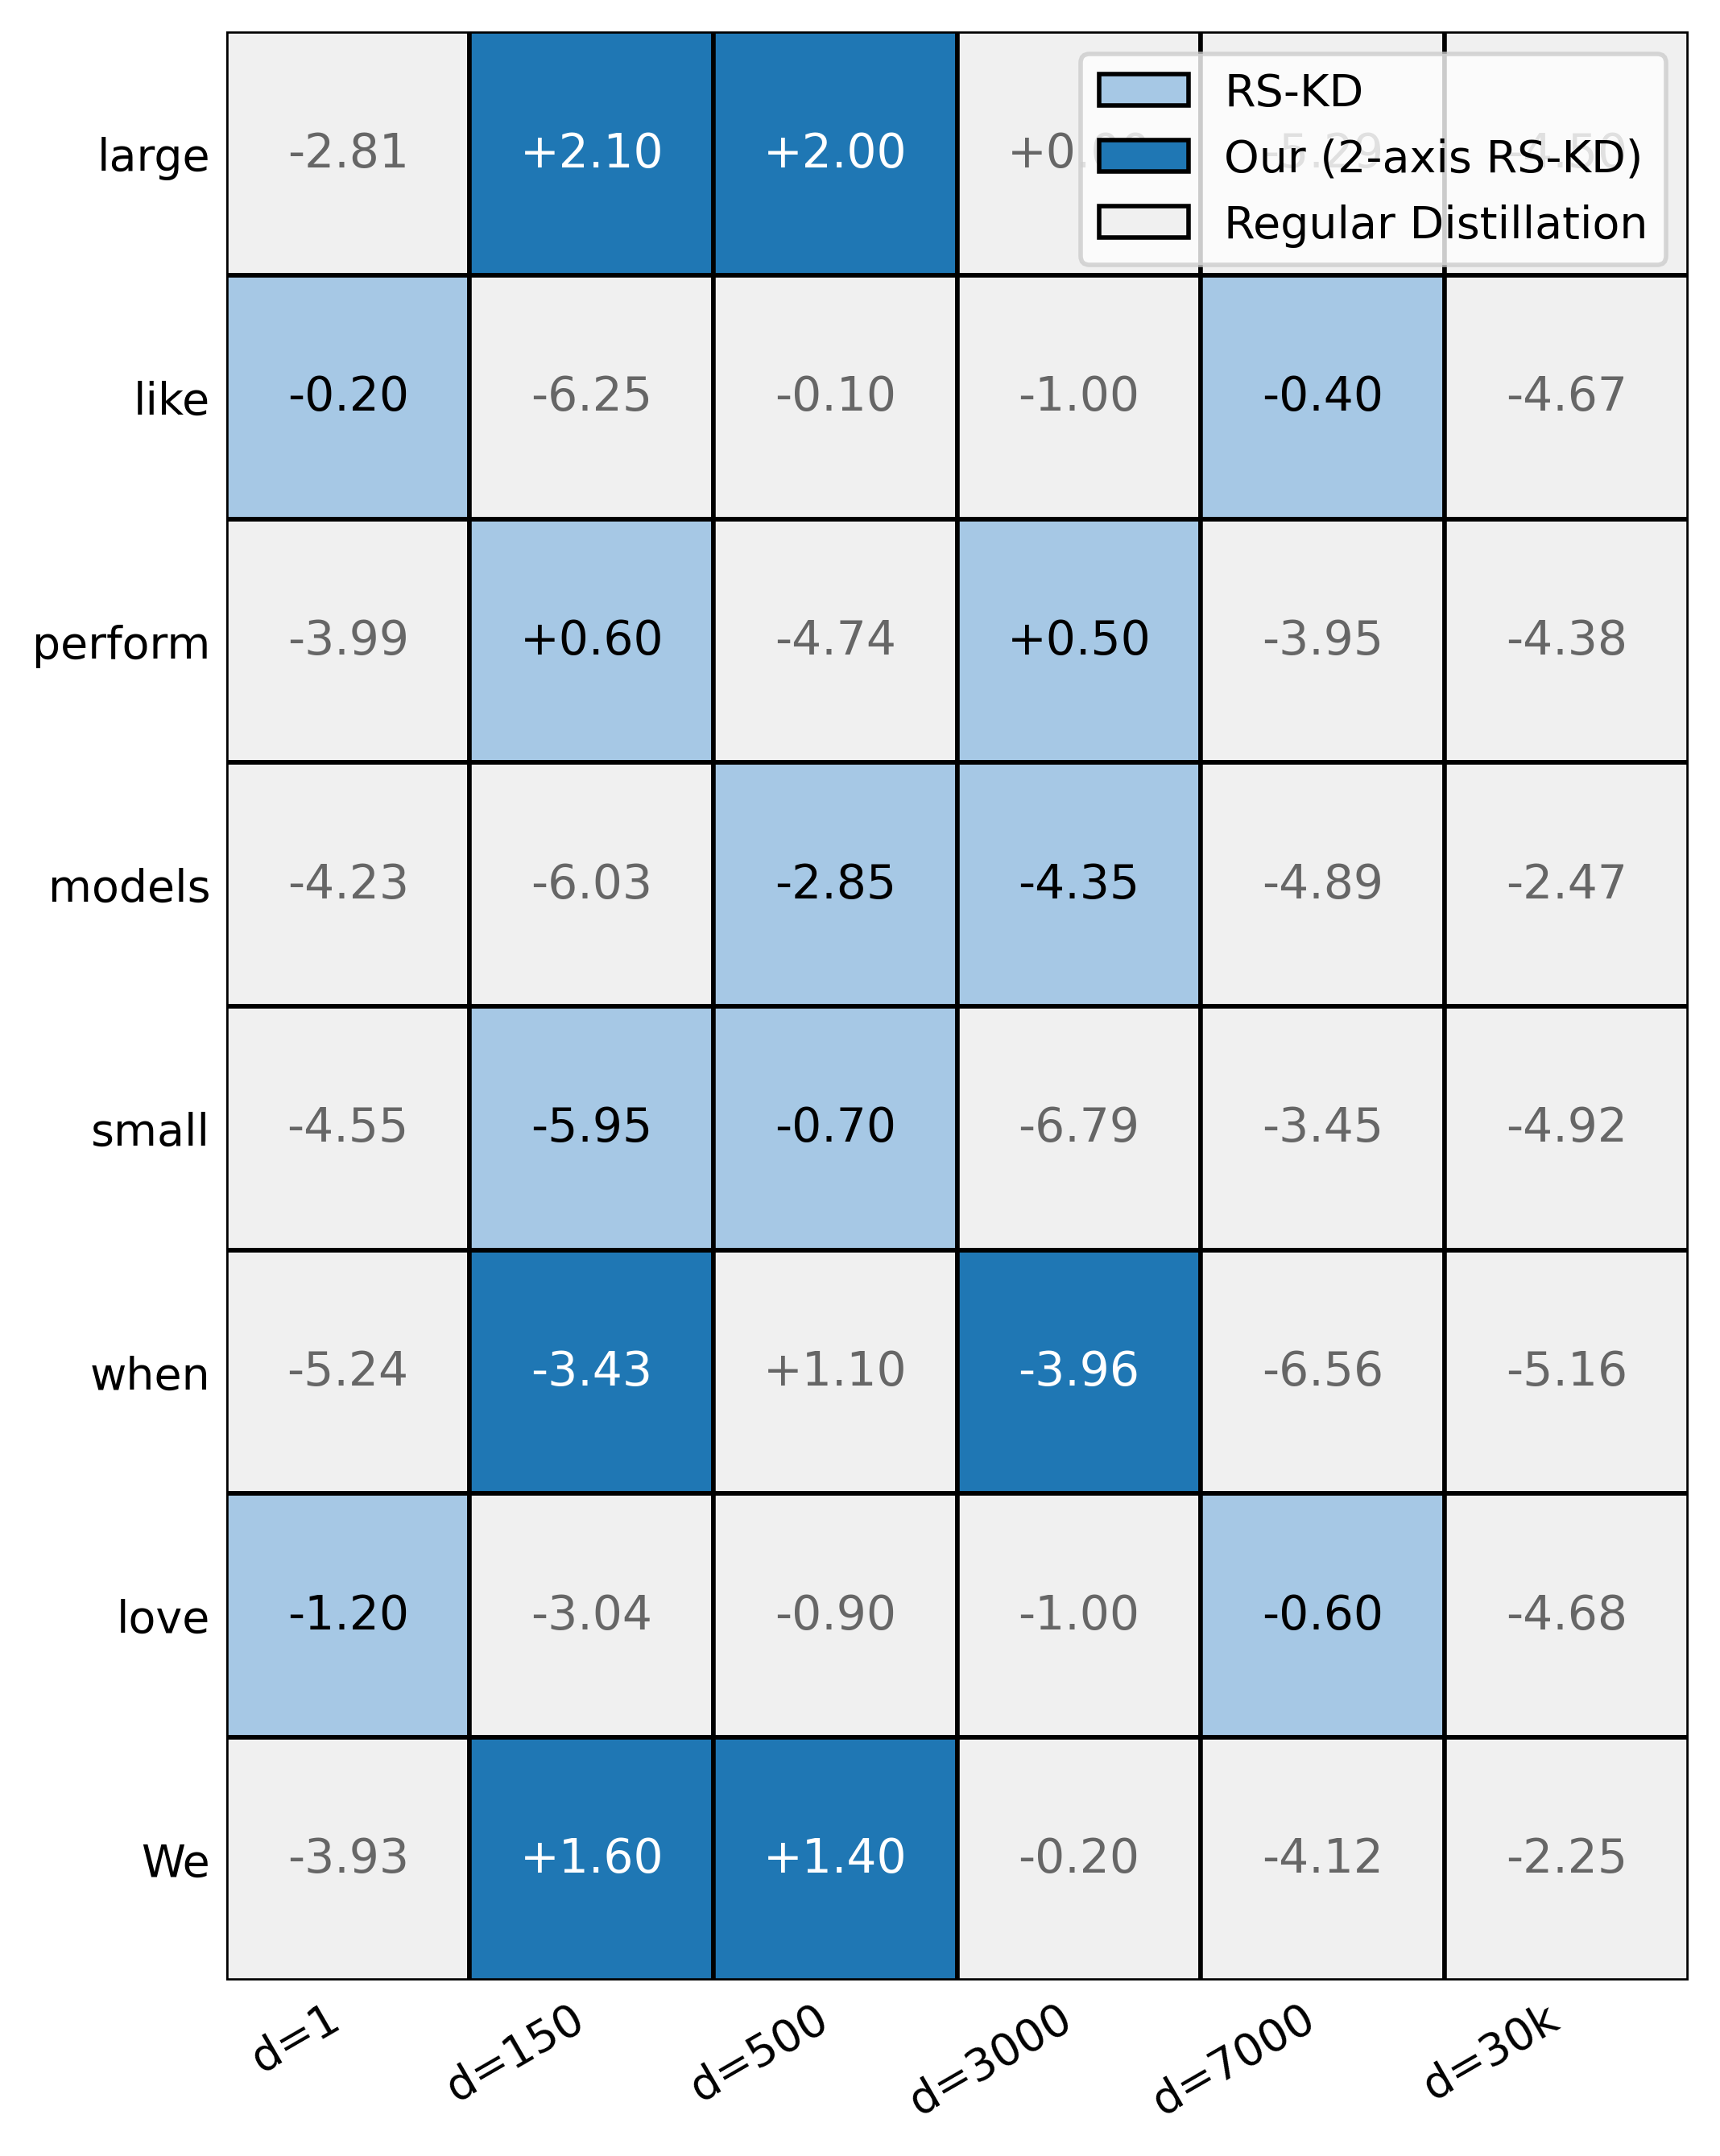 RS-KD
Our (2-axis RS-KD)
Regular Distillation
large -2.81 +2.10 +2.00 -5.29 -4.50
like -0.20 -6.25 -0.10 -1.00 -0.40 -4.67
perform -3.99 +0.60 -4.74 +0.50 -3.95 -4.38
models -4.23 -6.03 -2.85 -4.35 -4.89 -2.47
small -4.55 -5.95 -0.70 -6.79 -3.45 -4.92
when -5.24 -3.43 +1.10 -3.96 -6.56 -5.16
love -1.20 -3.04 -0.90 -1.00 -0.60 -4.68
We -3.93 +1.60 +1.40 -0.20 -4.12 -2.25
d=1 d=150 d=500 d=3000 d=7000 d=30k